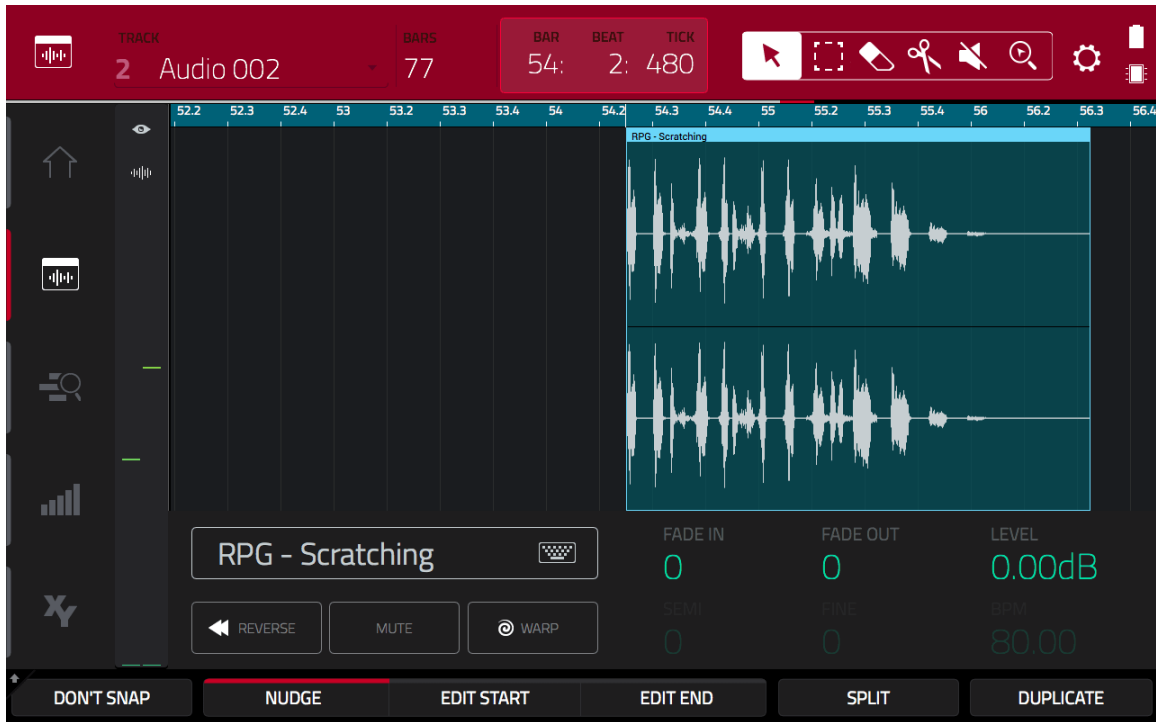 TRACK BARS BAR BEAT TICK
2 Audio 002 77 54: 2: 480
52.2 52.3 52.4 53 53.2 53.3 53.4 54 54.2 54.3 54.4 55 55.2 55.3 55.4 56 56.2 56.3 56.4
RPG - Scratching
RPG - Scratching
FADE IN FADE OUT LEVEL
0 0 0.00dB
REVERSE MUTE WARP
SEMI FINE BPM
0 0 80.00
XY
DON'T SNAP NUDGE EDIT START EDIT END SPLIT DUPLICATE